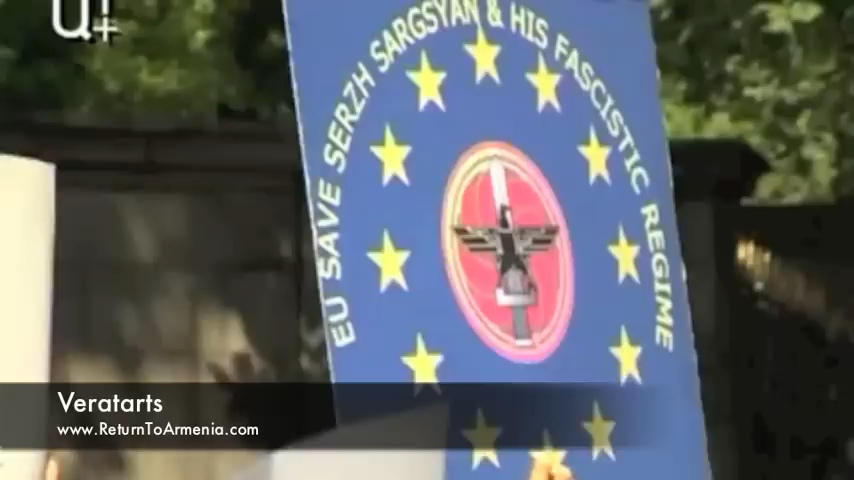 EU SAVE SERZH SARGSYAN & HIS FASCISTIC REGIME
Veratarts
www.ReturnToArmenia.com